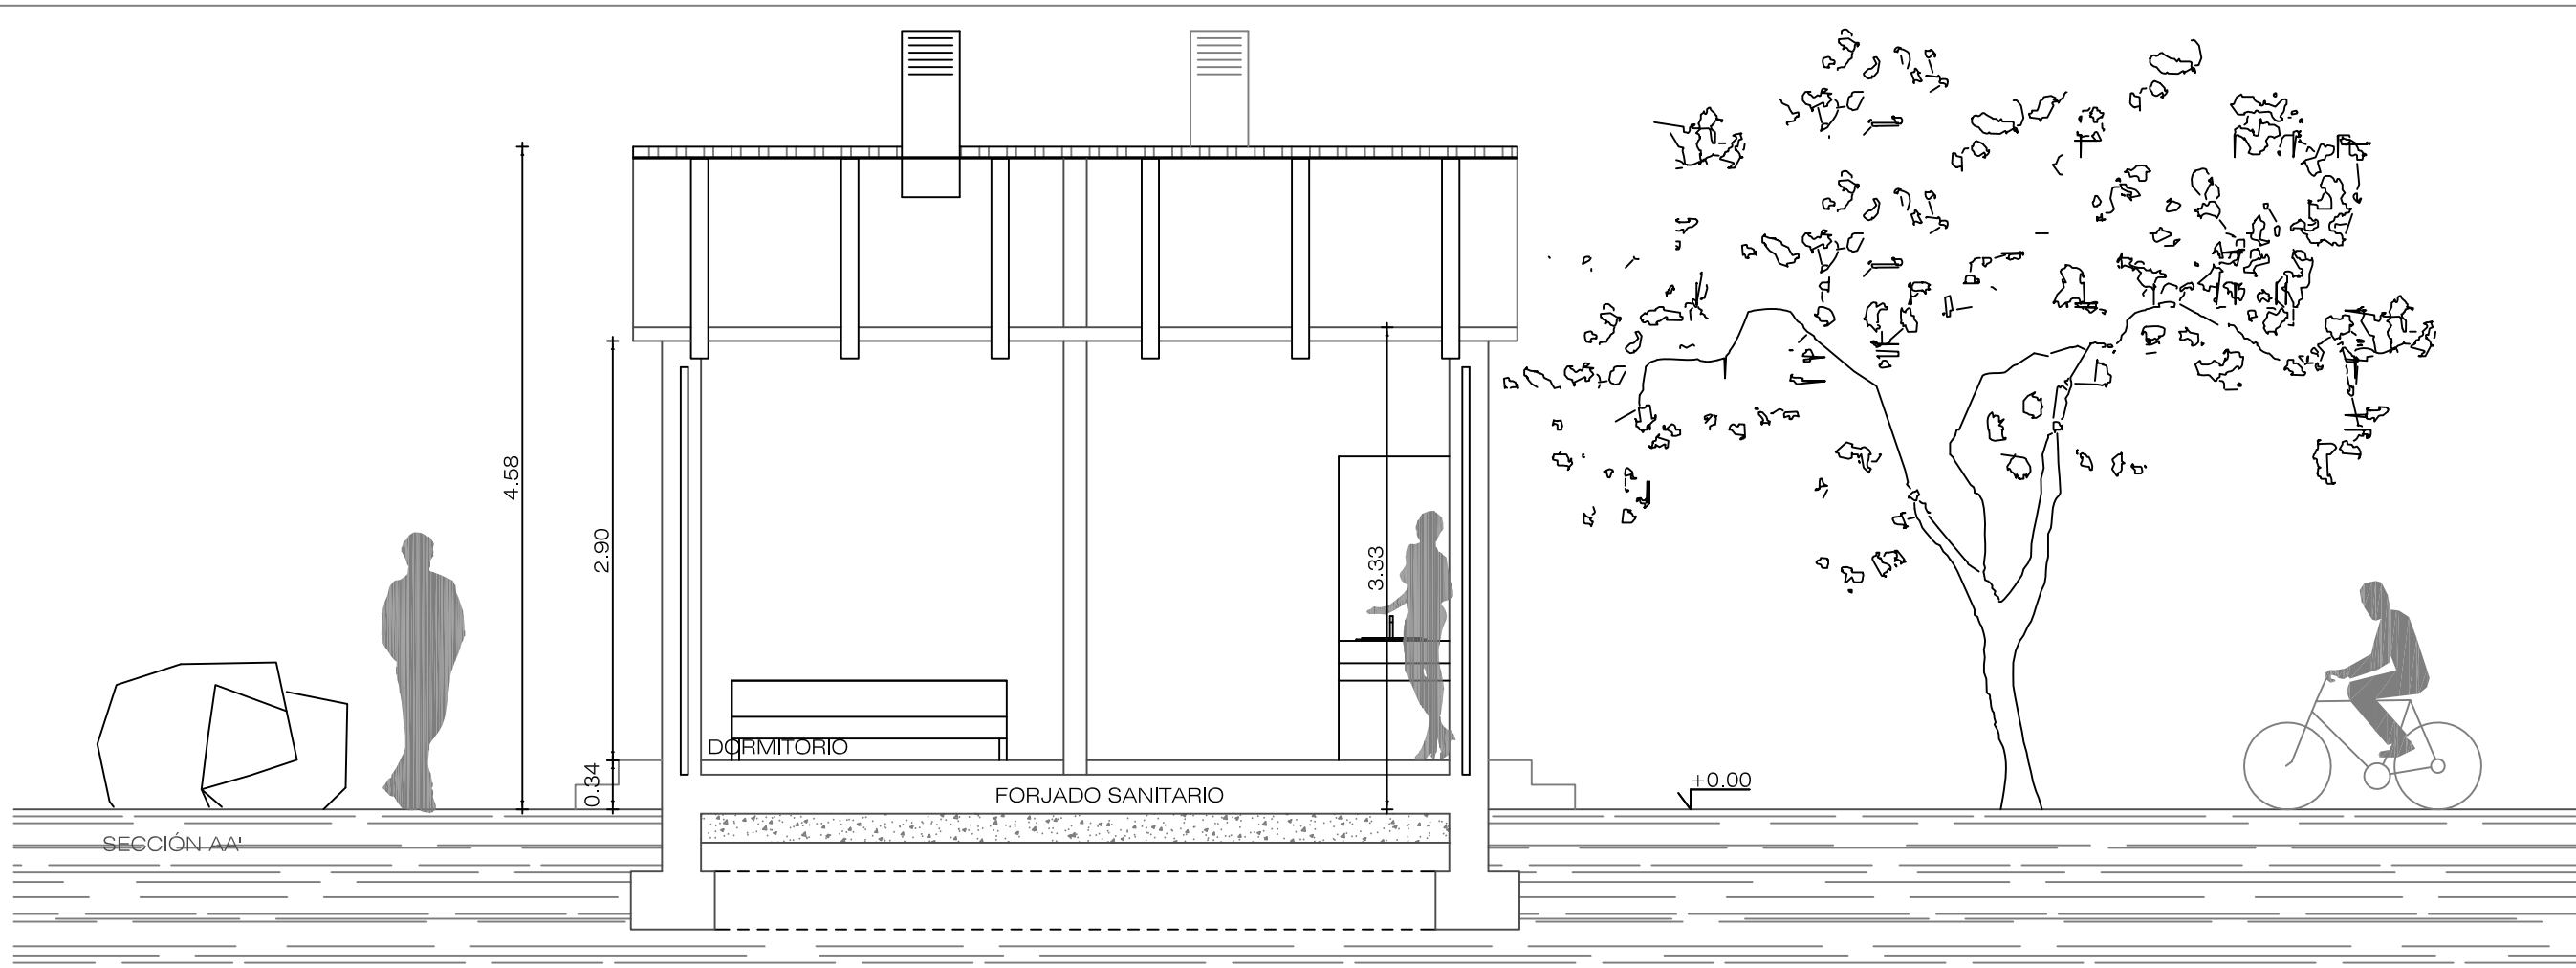 4.58
2.90
3.33
DORMITORIO
0.34
FORJADO SANITARIO
+0.00
SECCIÓN AA'